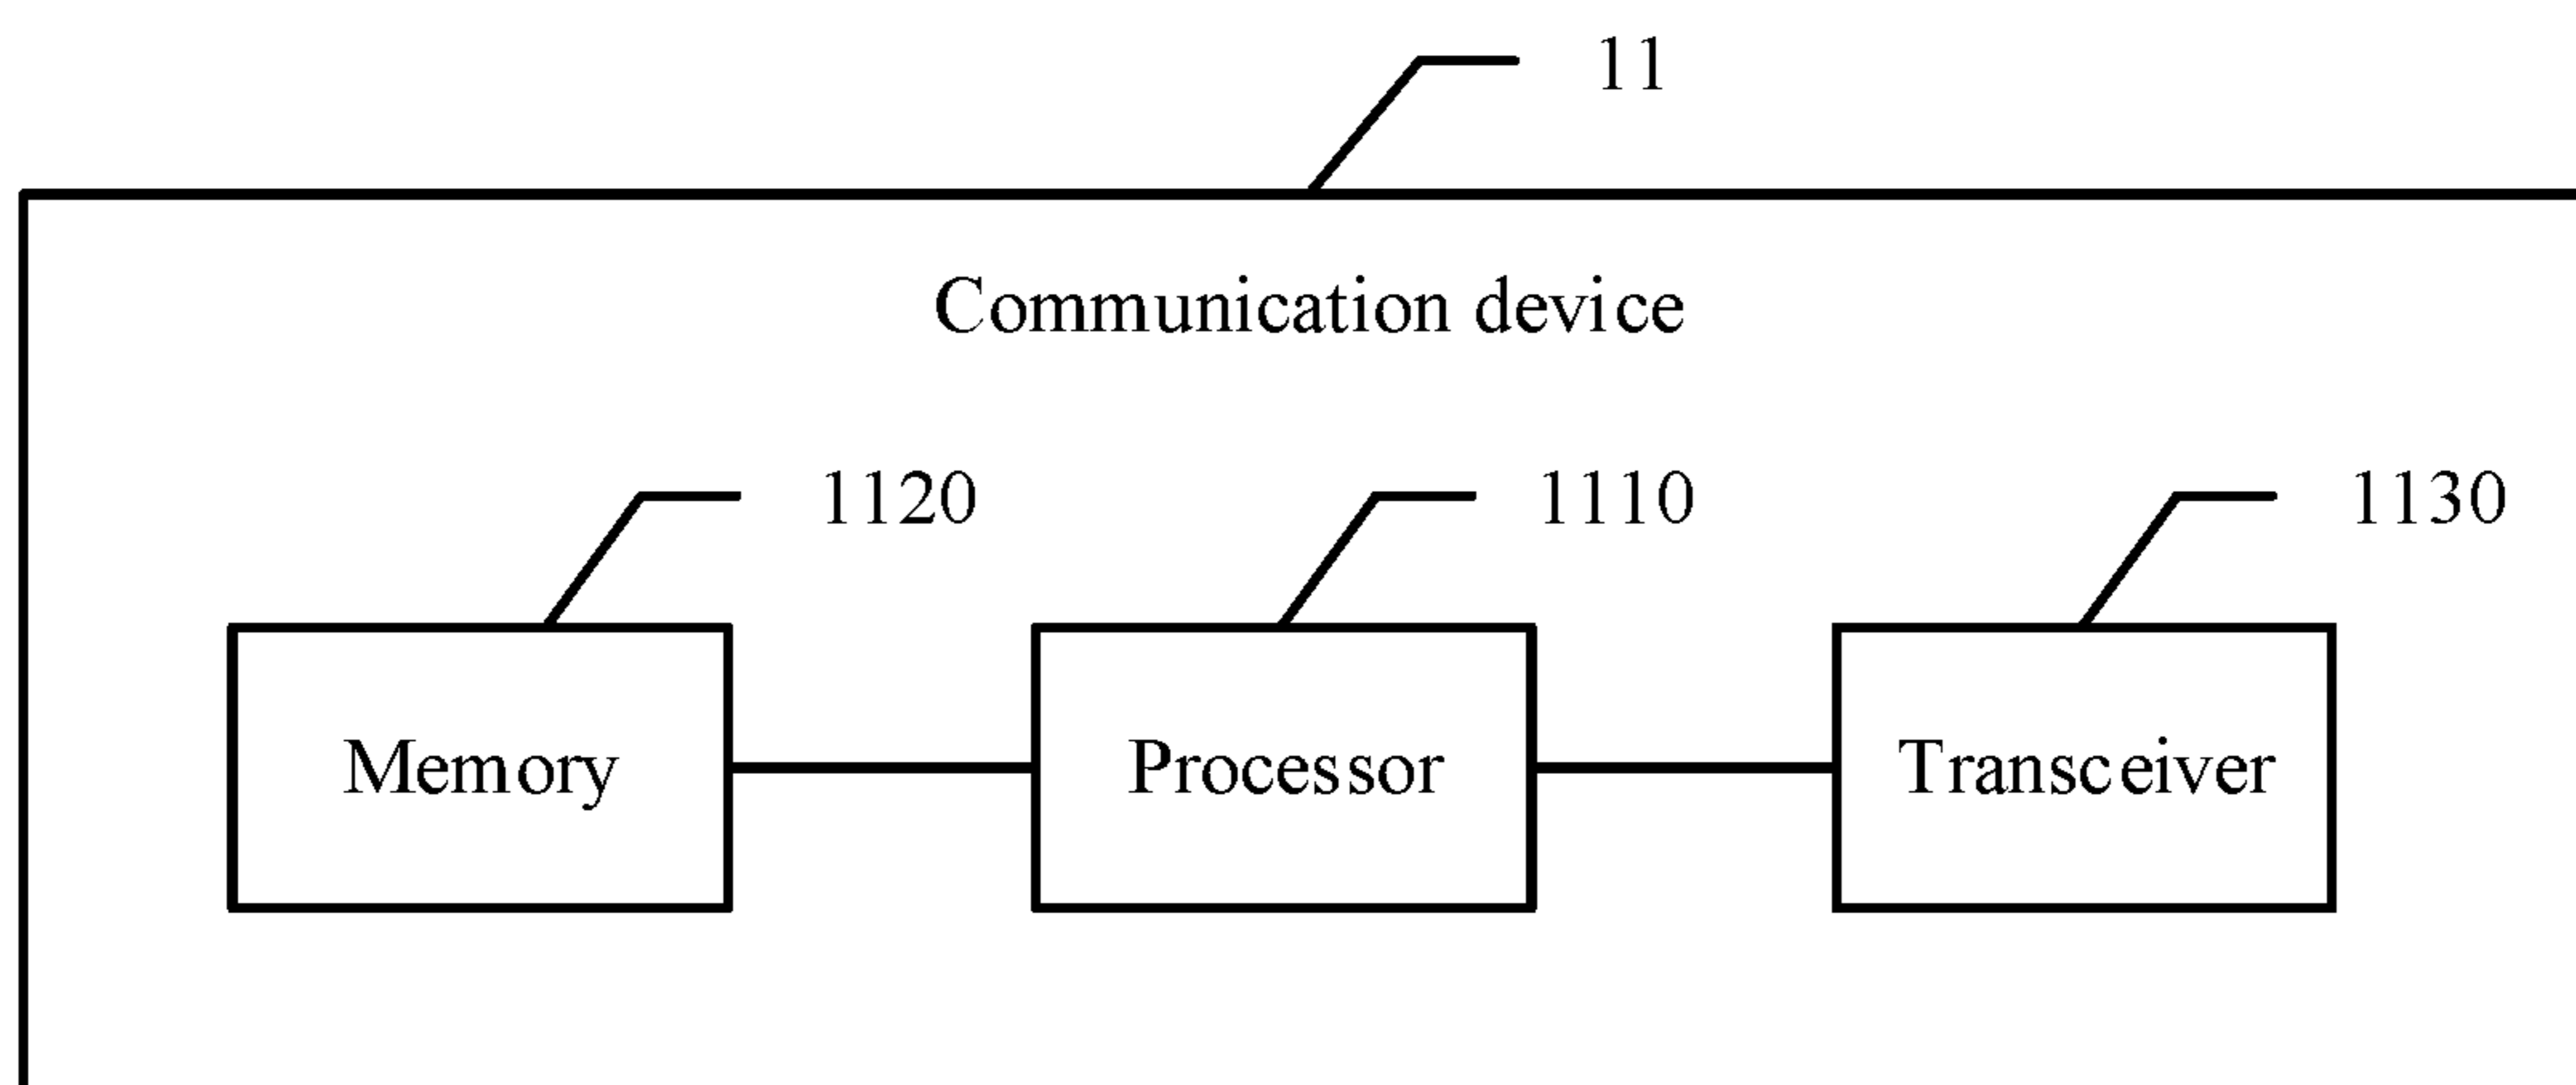 11
Communication device
1120 1110 1130
Memory Processor Transceiver